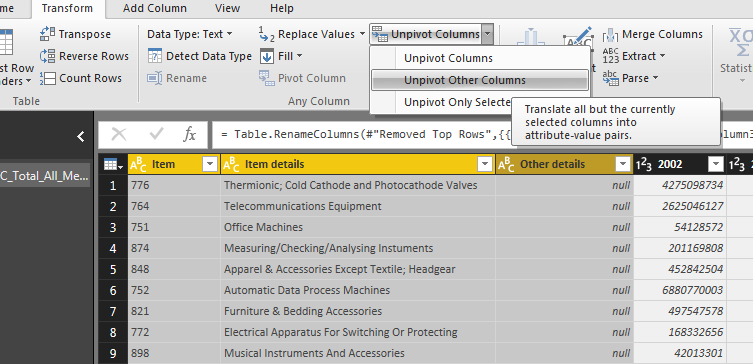 me Transform Add Column View Help
Transpose
Reverse Rows
Count Rows
st Row
ders
Table
Data Type: Text
Detect Data Type
Rename
Replace Values
Fill
Pivot Column
Any Column
Unpivot Columns
Unpivot Columns
Unpivot Other Columns
Unpivot Only Selecte
Translate all but the currently
selected columns into
attribute-value pairs.
Merge Columns
ABC
123
Extract
abc
Parse
XΣ
Statist
= Table.RenameColumns(#"Removed Top Rows",{{
olumn3
C_Total_All_Me...
Item Item details Other details 2002
1 776 Thermionic; Cold Cathode and Photocathode Valves null 4275098734
2 764 Telecommunications Equipment null 2625046127
3 751 Office Machines null 54128572
4 874 Measuring/Checking/Analysing Instuments null 201169808
5 848 Apparel & Accessories Except Textile; Headgear null 452842504
6 752 Automatic Data Process Machines null 6880770003
7 821 Furniture & Bedding Accessories null 497547578
8 772 Electrical Apparatus For Switching Or Protecting null 168332656
9 898 Musical Instruments And Accessories null 42013301